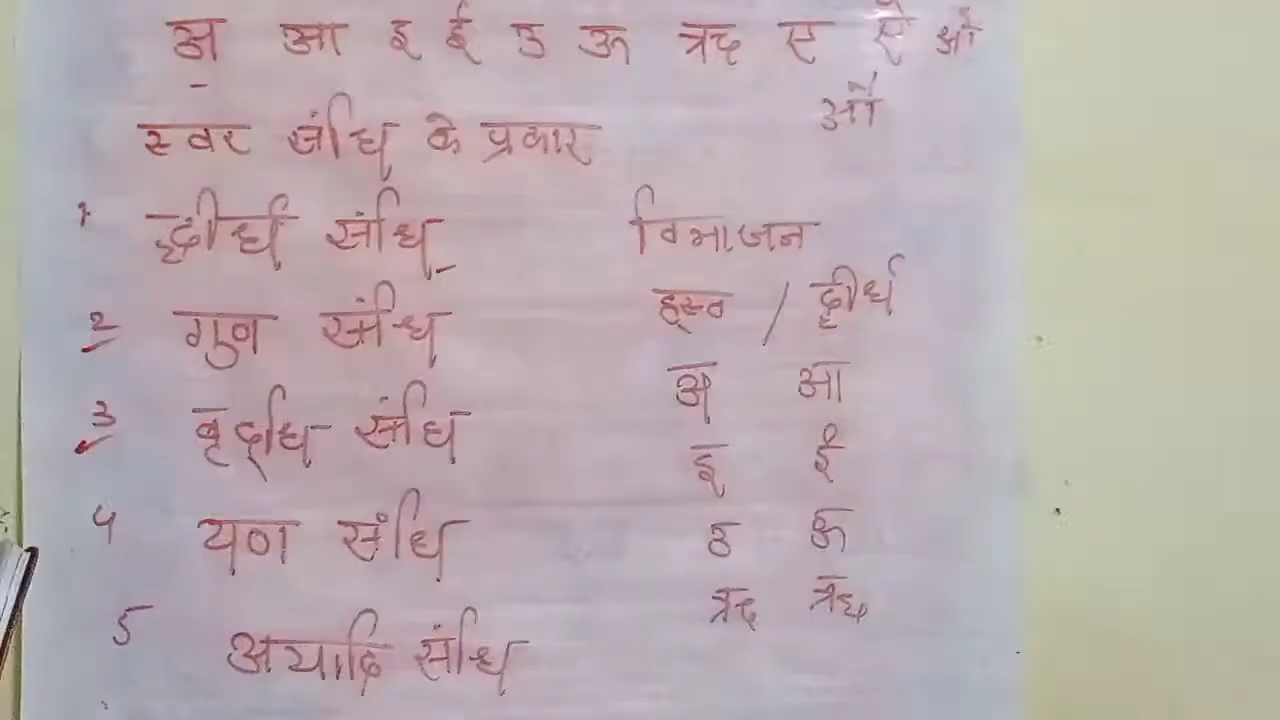 अ आ इ ई उ ऊ ऋ ए ऐ ओ
औ
स्वर संधि के प्रकार
1 दीर्घ संधि
2 गुण संधि
3 वृद्धि संधि
4 यण संधि
5 अयादि संधि
विभाजन
ह्रस्व / दीर्घ
अ आ
इ ई
उ ऊ
ऋ ॠ